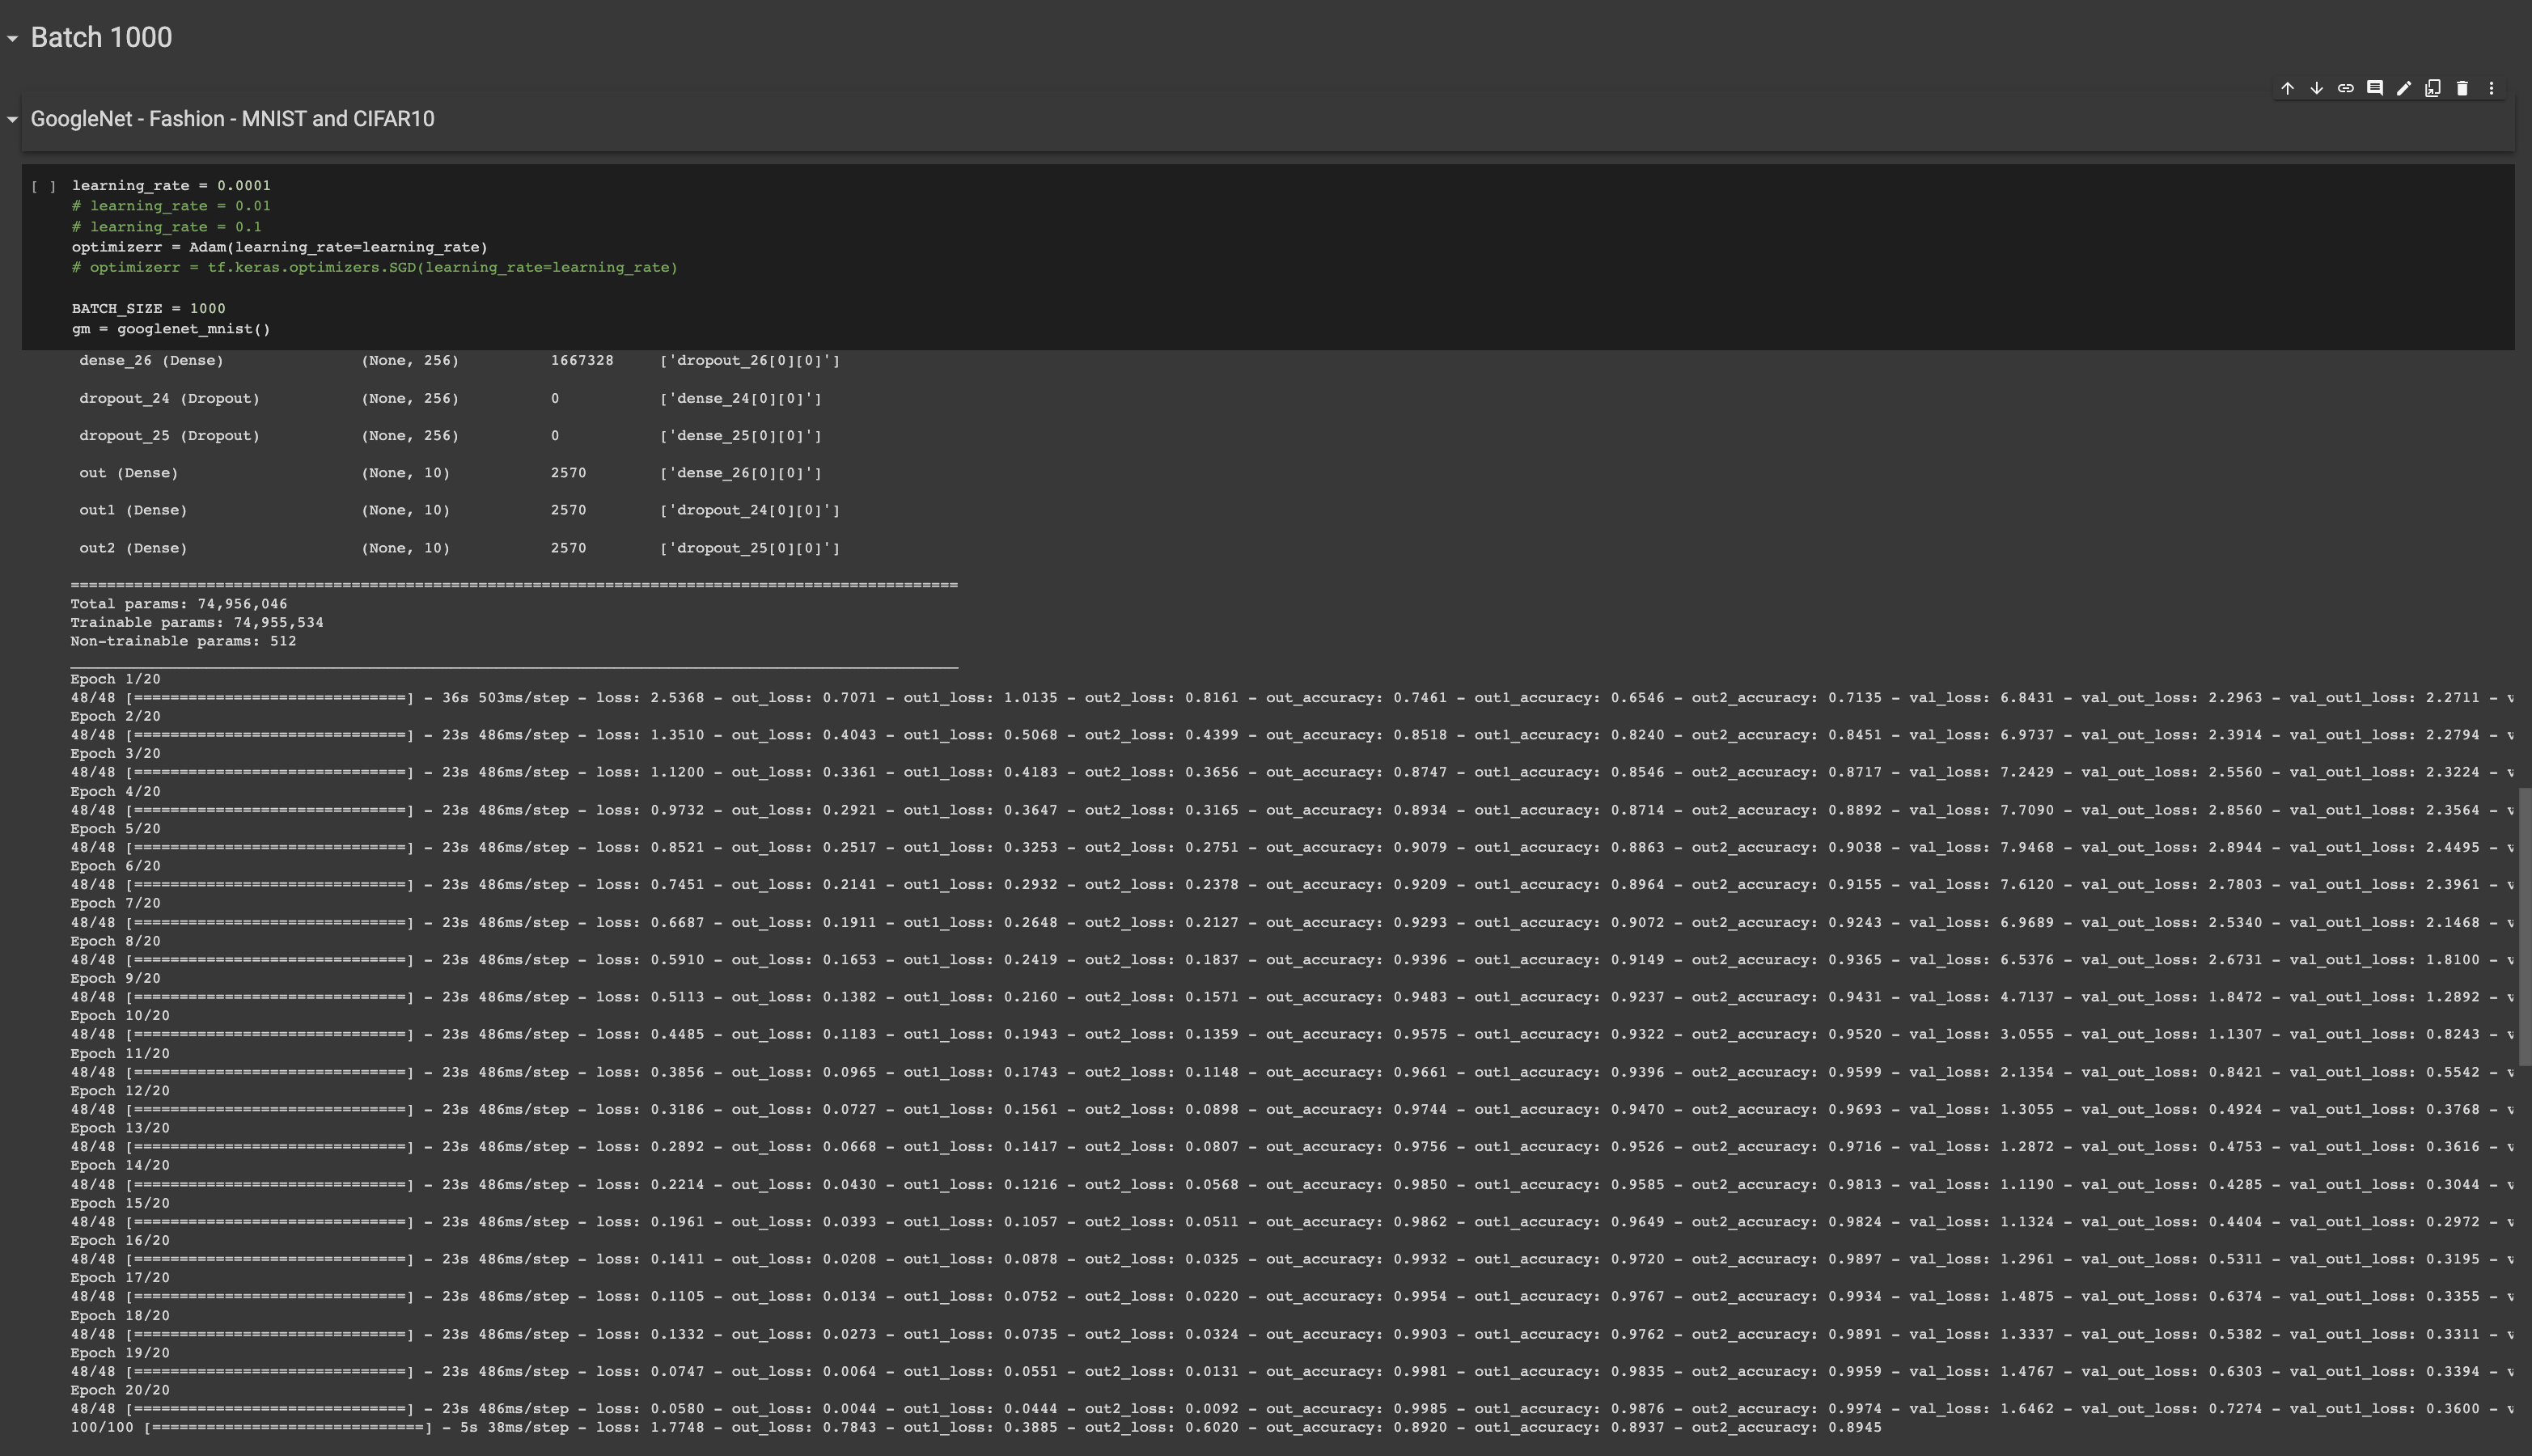 Batch 1000
GoogleNet - Fashion - MNIST and CIFAR10
[ ] learning_rate = 0.0001
# learning_rate = 0.01
# learning_rate = 0.1
optimizerr = Adam(learning_rate=learning_rate)
# optimizerr = tf.keras.optimizers.SGD(learning_rate=learning_rate)
BATCH_SIZE = 1000
gm = googlenet_mnist()
dense_26 (Dense) (None, 256) 1667328 ['dropout_26[0][0]']
dropout_24 (Dropout) (None, 256) 0 ['dense_24[0][0]']
dropout_25 (Dropout) (None, 256) 0 ['dense_25[0][0]']
out (Dense) (None, 10) 2570 ['dense_26[0][0]']
out1 (Dense) (None, 10) 2570 ['dropout_24[0][0]']
out2 (Dense) (None, 10) 2570 ['dropout_25[0][0]']
==================================================================================================
Total params: 74,956,046
Trainable params: 74,955,534
Non-trainable params: 512
__________________________________________________________________________________________________
Epoch 1/20
48/48 [==============================] - 36s 503ms/step - loss: 2.5368 - out_loss: 0.7071 - out1_loss: 1.0135 - out2_loss: 0.8161 - out_accuracy: 0.7461 - out1_accuracy: 0.6546 - out2_accuracy: 0.7135 - val_loss: 6.8431 - val_out_loss: 2.2963 - val_out1_loss: 2.2711 - v
Epoch 2/20
48/48 [==============================] - 23s 486ms/step - loss: 1.3510 - out_loss: 0.4043 - out1_loss: 0.5068 - out2_loss: 0.4399 - out_accuracy: 0.8518 - out1_accuracy: 0.8240 - out2_accuracy: 0.8451 - val_loss: 6.9737 - val_out_loss: 2.3914 - val_out1_loss: 2.2794 - v
Epoch 3/20
48/48 [==============================] - 23s 486ms/step - loss: 1.1200 - out_loss: 0.3361 - out1_loss: 0.4183 - out2_loss: 0.3656 - out_accuracy: 0.8747 - out1_accuracy: 0.8546 - out2_accuracy: 0.8717 - val_loss: 7.2429 - val_out_loss: 2.5560 - val_out1_loss: 2.3224 - v
Epoch 4/20
48/48 [==============================] - 23s 486ms/step - loss: 0.9732 - out_loss: 0.2921 - out1_loss: 0.3647 - out2_loss: 0.3165 - out_accuracy: 0.8934 - out1_accuracy: 0.8714 - out2_accuracy: 0.8892 - val_loss: 7.7090 - val_out_loss: 2.8560 - val_out1_loss: 2.3564 - v
Epoch 5/20
48/48 [==============================] - 23s 486ms/step - loss: 0.8521 - out_loss: 0.2517 - out1_loss: 0.3253 - out2_loss: 0.2751 - out_accuracy: 0.9079 - out1_accuracy: 0.8863 - out2_accuracy: 0.9038 - val_loss: 7.9468 - val_out_loss: 2.8944 - val_out1_loss: 2.4495 - v
Epoch 6/20
48/48 [==============================] - 23s 486ms/step - loss: 0.7451 - out_loss: 0.2141 - out1_loss: 0.2932 - out2_loss: 0.2378 - out_accuracy: 0.9209 - out1_accuracy: 0.8964 - out2_accuracy: 0.9155 - val_loss: 7.6120 - val_out_loss: 2.7803 - val_out1_loss: 2.3961 - v
Epoch 7/20
48/48 [==============================] - 23s 486ms/step - loss: 0.6687 - out_loss: 0.1911 - out1_loss: 0.2648 - out2_loss: 0.2127 - out_accuracy: 0.9293 - out1_accuracy: 0.9072 - out2_accuracy: 0.9243 - val_loss: 6.9689 - val_out_loss: 2.5340 - val_out1_loss: 2.1468 - v
Epoch 8/20
48/48 [==============================] - 23s 486ms/step - loss: 0.5910 - out_loss: 0.1653 - out1_loss: 0.2419 - out2_loss: 0.1837 - out_accuracy: 0.9396 - out1_accuracy: 0.9149 - out2_accuracy: 0.9365 - val_loss: 6.5376 - val_out_loss: 2.6731 - val_out1_loss: 1.8100 - v
Epoch 9/20
48/48 [==============================] - 23s 486ms/step - loss: 0.5113 - out_loss: 0.1382 - out1_loss: 0.2160 - out2_loss: 0.1571 - out_accuracy: 0.9483 - out1_accuracy: 0.9237 - out2_accuracy: 0.9431 - val_loss: 4.7137 - val_out_loss: 1.8472 - val_out1_loss: 1.2892 - v
Epoch 10/20
48/48 [==============================] - 23s 486ms/step - loss: 0.4485 - out_loss: 0.1183 - out1_loss: 0.1943 - out2_loss: 0.1359 - out_accuracy: 0.9575 - out1_accuracy: 0.9322 - out2_accuracy: 0.9520 - val_loss: 3.0555 - val_out_loss: 1.1307 - val_out1_loss: 0.8243 - v
Epoch 11/20
48/48 [==============================] - 23s 486ms/step - loss: 0.3856 - out_loss: 0.0965 - out1_loss: 0.1743 - out2_loss: 0.1148 - out_accuracy: 0.9661 - out1_accuracy: 0.9396 - out2_accuracy: 0.9599 - val_loss: 2.1354 - val_out_loss: 0.8421 - val_out1_loss: 0.5542 - v
Epoch 12/20
48/48 [==============================] - 23s 486ms/step - loss: 0.3186 - out_loss: 0.0727 - out1_loss: 0.1561 - out2_loss: 0.0898 - out_accuracy: 0.9744 - out1_accuracy: 0.9470 - out2_accuracy: 0.9693 - val_loss: 1.3055 - val_out_loss: 0.4924 - val_out1_loss: 0.3768 - v
Epoch 13/20
48/48 [==============================] - 23s 486ms/step - loss: 0.2892 - out_loss: 0.0668 - out1_loss: 0.1417 - out2_loss: 0.0807 - out_accuracy: 0.9756 - out1_accuracy: 0.9526 - out2_accuracy: 0.9716 - val_loss: 1.2872 - val_out_loss: 0.4753 - val_out1_loss: 0.3616 - v
Epoch 14/20
48/48 [==============================] - 23s 486ms/step - loss: 0.2214 - out_loss: 0.0430 - out1_loss: 0.1216 - out2_loss: 0.0568 - out_accuracy: 0.9850 - out1_accuracy: 0.9585 - out2_accuracy: 0.9813 - val_loss: 1.1190 - val_out_loss: 0.4285 - val_out1_loss: 0.3044 - v
Epoch 15/20
48/48 [==============================] - 23s 486ms/step - loss: 0.1961 - out_loss: 0.0393 - out1_loss: 0.1057 - out2_loss: 0.0511 - out_accuracy: 0.9862 - out1_accuracy: 0.9649 - out2_accuracy: 0.9824 - val_loss: 1.1324 - val_out_loss: 0.4404 - val_out1_loss: 0.2972 - v
Epoch 16/20
48/48 [==============================] - 23s 486ms/step - loss: 0.1411 - out_loss: 0.0208 - out1_loss: 0.0878 - out2_loss: 0.0325 - out_accuracy: 0.9932 - out1_accuracy: 0.9720 - out2_accuracy: 0.9897 - val_loss: 1.2961 - val_out_loss: 0.5311 - val_out1_loss: 0.3195 - v
Epoch 17/20
48/48 [==============================] - 23s 486ms/step - loss: 0.1105 - out_loss: 0.0134 - out1_loss: 0.0752 - out2_loss: 0.0220 - out_accuracy: 0.9954 - out1_accuracy: 0.9767 - out2_accuracy: 0.9934 - val_loss: 1.4875 - val_out_loss: 0.6374 - val_out1_loss: 0.3355 - v
Epoch 18/20
48/48 [==============================] - 23s 486ms/step - loss: 0.1332 - out_loss: 0.0273 - out1_loss: 0.0735 - out2_loss: 0.0324 - out_accuracy: 0.9903 - out1_accuracy: 0.9762 - out2_accuracy: 0.9891 - val_loss: 1.3337 - val_out_loss: 0.5382 - val_out1_loss: 0.3311 - v
Epoch 19/20
48/48 [==============================] - 23s 486ms/step - loss: 0.0747 - out_loss: 0.0064 - out1_loss: 0.0551 - out2_loss: 0.0131 - out_accuracy: 0.9981 - out1_accuracy: 0.9835 - out2_accuracy: 0.9959 - val_loss: 1.4767 - val_out_loss: 0.6303 - val_out1_loss: 0.3394 - v
Epoch 20/20
48/48 [==============================] - 23s 486ms/step - loss: 0.0580 - out_loss: 0.0044 - out1_loss: 0.0444 - out2_loss: 0.0092 - out_accuracy: 0.9985 - out1_accuracy: 0.9876 - out2_accuracy: 0.9974 - val_loss: 1.6462 - val_out_loss: 0.7274 - val_out1_loss: 0.3600 - v
100/100 [==============================] - 5s 38ms/step - loss: 1.7748 - out_loss: 0.7843 - out1_loss: 0.3885 - out2_loss: 0.6020 - out_accuracy: 0.8920 - out1_accuracy: 0.8937 - out2_accuracy: 0.8945